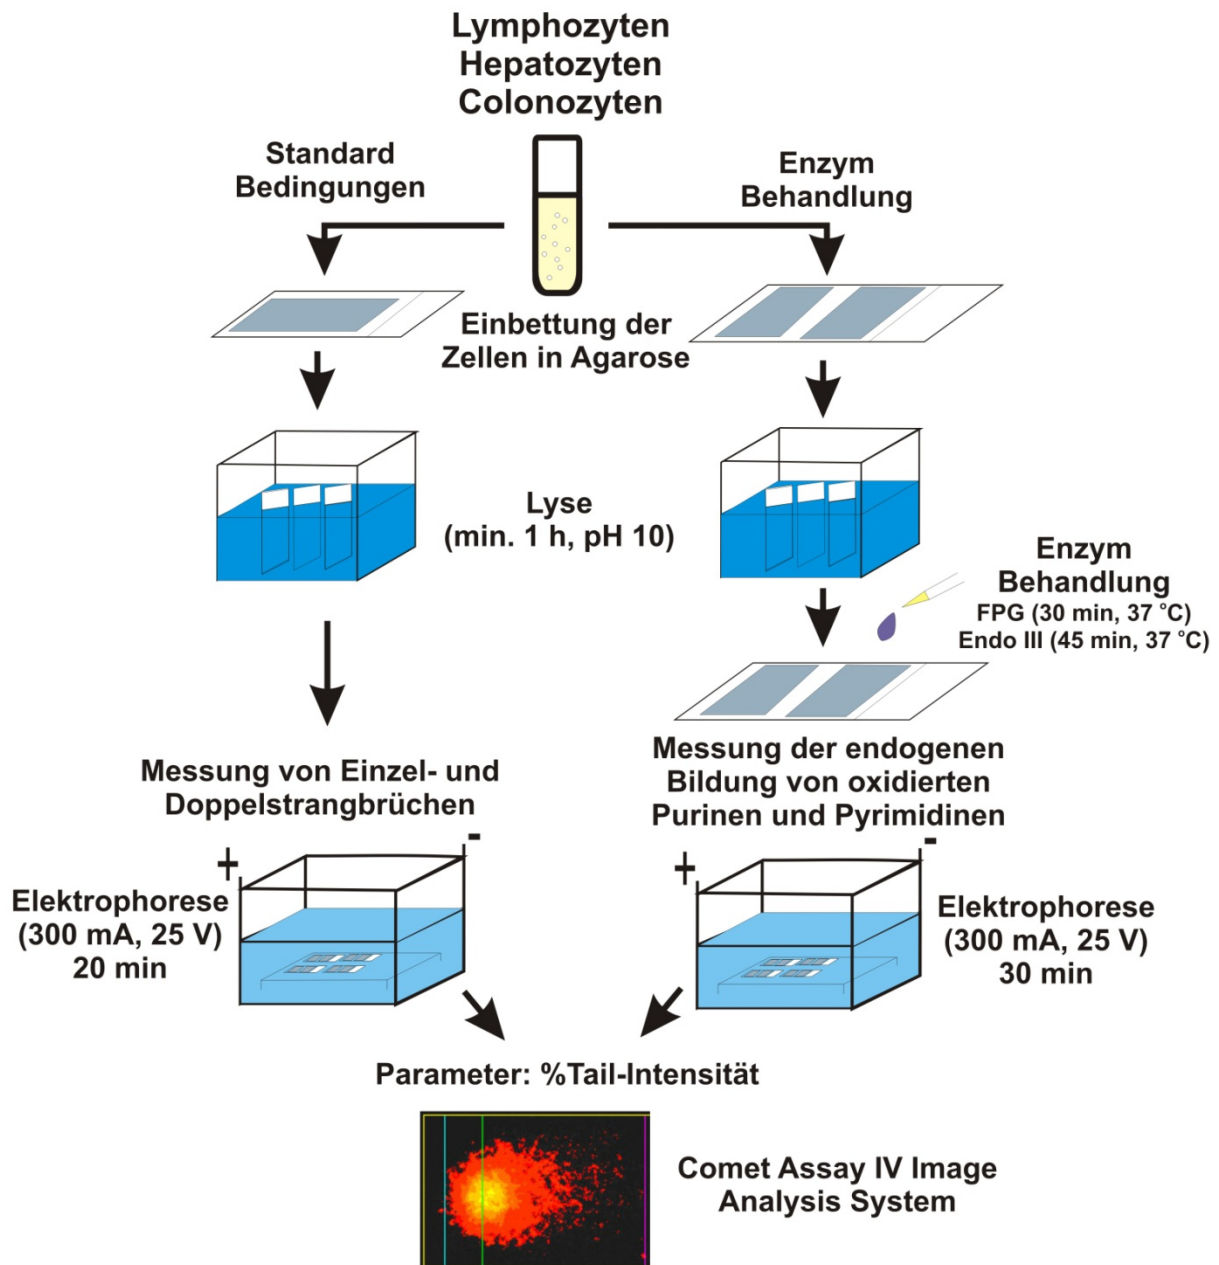 Lymphozyten
Hepatozyten
Colonozyten
Standard
Bedingungen
Enzym
Behandlung
Einbettung der
Zellen in Agarose
Lyse
(min. 1 h, pH 10)
Enzym
Behandlung
FPG (30 min, 37 °C)
Endo III (45 min, 37 °C)
Messung von Einzel- und
Doppelstrangbrüchen
Messung der endogenen
Bildung von oxidierten
Purinen und Pyrimidinen
+
-
Elektrophorese
(300 mA, 25 V)
20 min
+
-
Elektrophorese
(300 mA, 25 V)
30 min
Parameter: %Tail-Intensität
Comet Assay IV Image
Analysis System